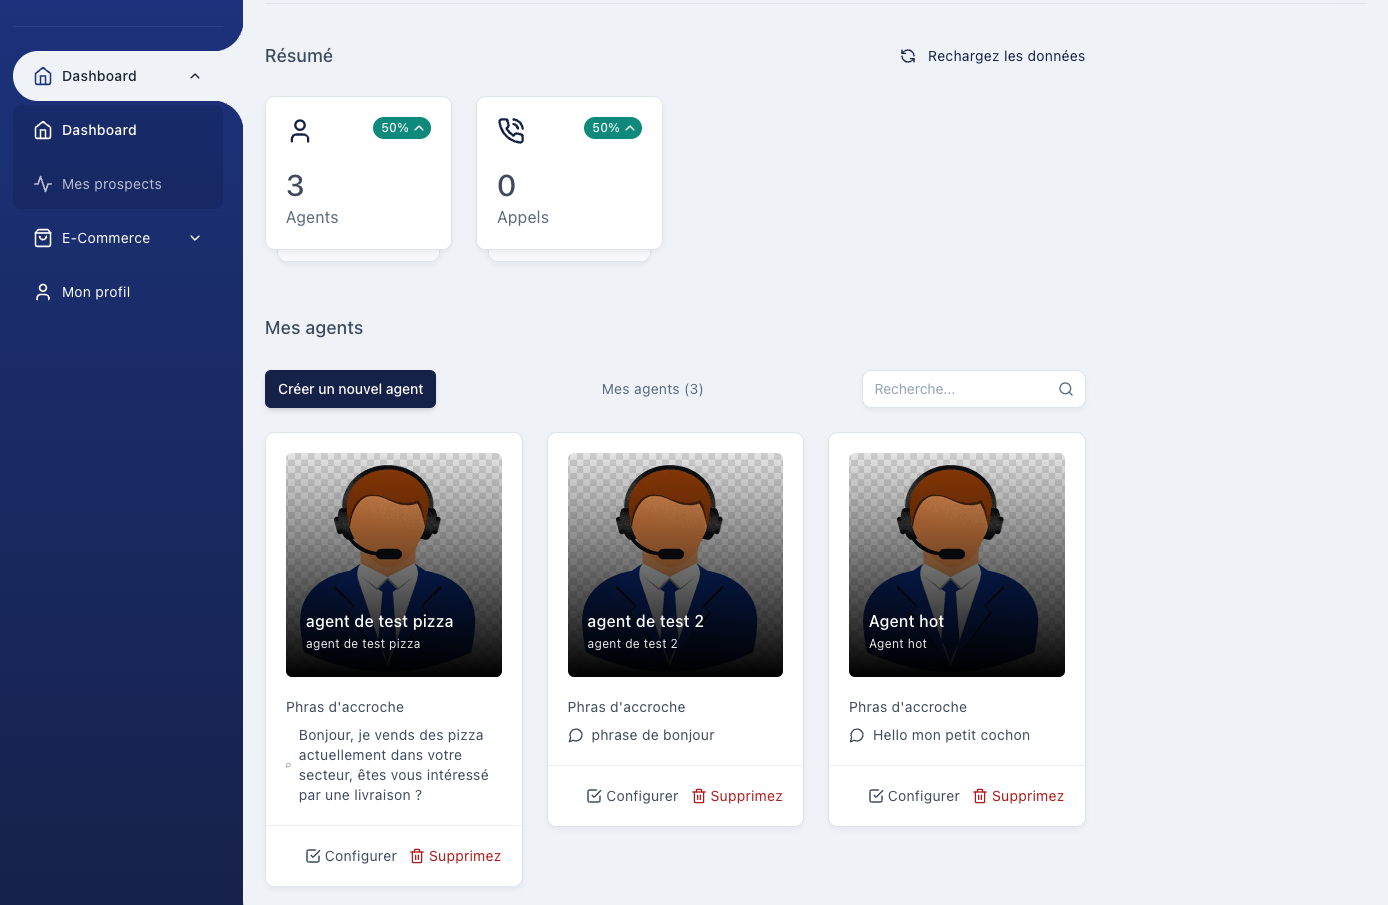 Dashboard
Dashboard
Mes prospects
E-Commerce
Mon profil
Résumé
Rechargez les données
50%
3
Agents
50%
0
Appels
Mes agents
Créer un nouvel agent
Mes agents (3)
Recherche...
agent de test pizza
agent de test pizza
Phras d'accroche
Bonjour, je vends des pizza
actuellement dans votre
secteur, êtes vous intéressé
par une livraison ?
Configurer
Supprimez
agent de test 2
agent de test 2
Phras d'accroche
phrase de bonjour
Configurer
Supprimez
Agent hot
Agent hot
Phras d'accroche
Hello mon petit cochon
Configurer
Supprimez